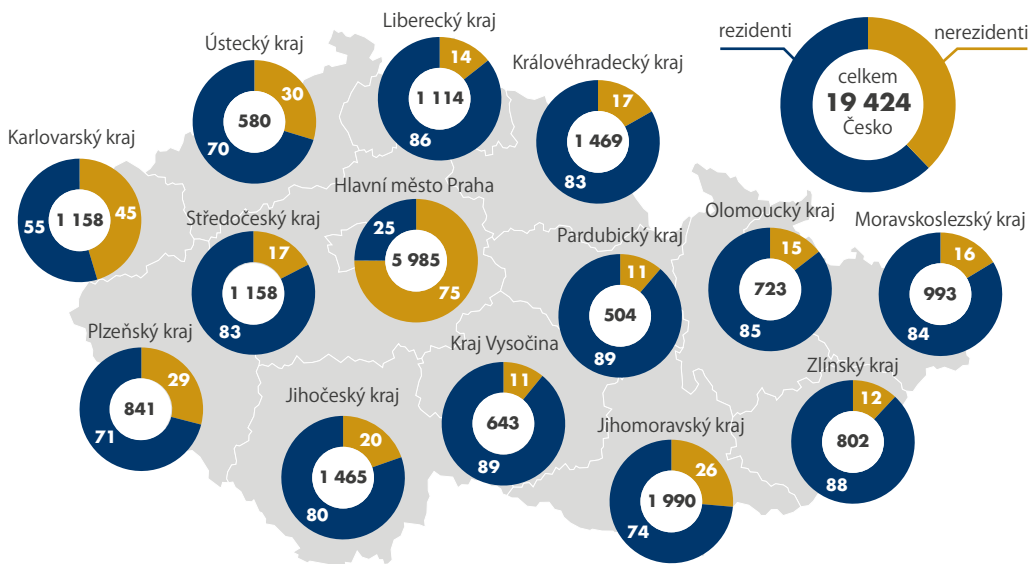 rezidenti
nerezidenti
celkem
19 424
Česko
Liberecký kraj
14
1 114
86
Ústecký kraj
30
580
70
Královéhradecký kraj
17
1 469
83
Karlovarský kraj
55
1 158
45
Hlavní město Praha
25
5 985
75
Středočeský kraj
17
1 158
83
Pardubický kraj
11
504
89
Olomoucký kraj
15
723
85
Moravskoslezský kraj
16
993
84
Plzeňský kraj
29
841
71
Jihočeský kraj
20
1 465
80
Kraj Vysočina
11
643
89
Jihomoravský kraj
26
1 990
74
Zlínský kraj
12
802
88